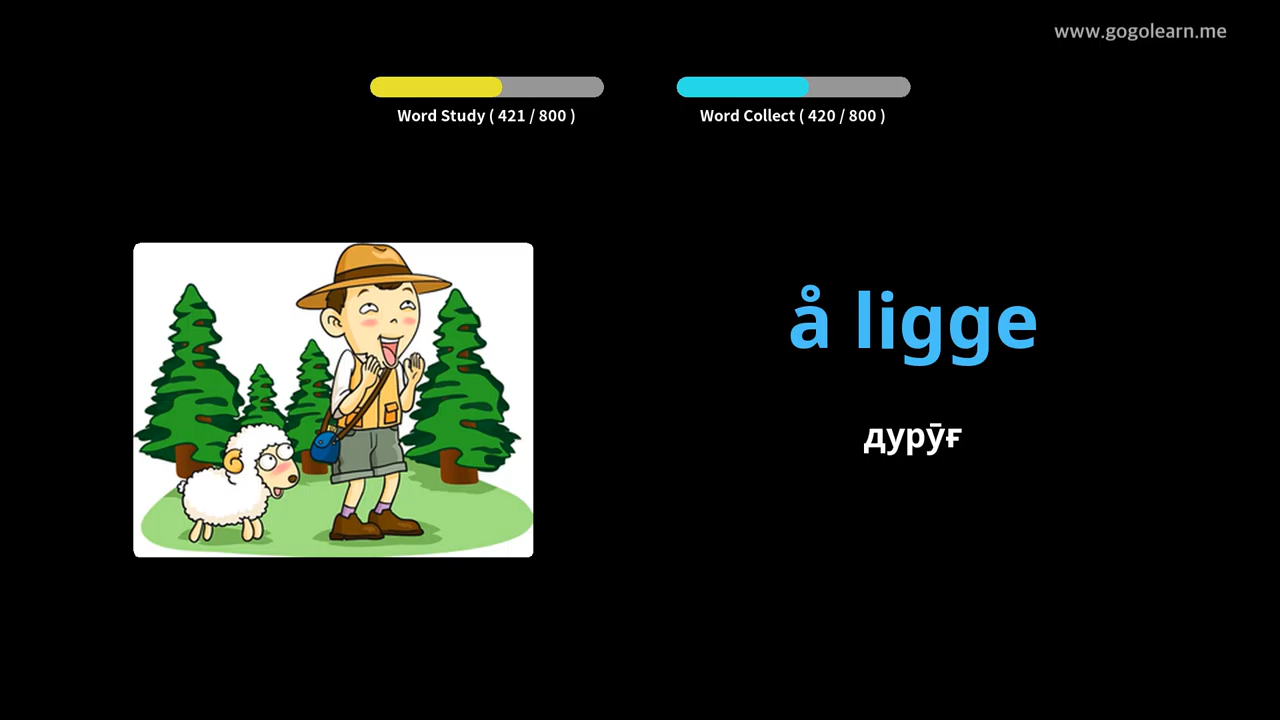 www.gogolearn.me
Word Study ( 421 / 800 )
Word Collect ( 420 / 800 )
å ligge
дурӯғ